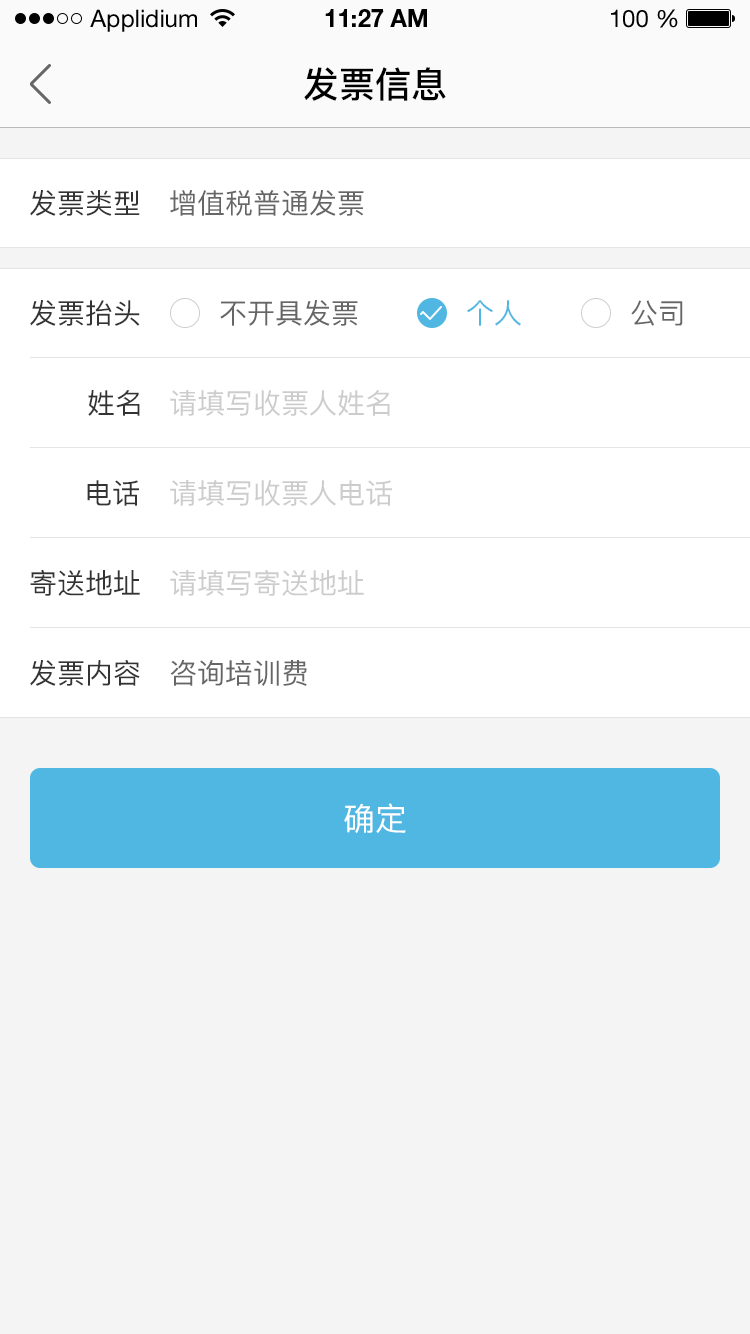 Applidium 11:27 AM 100 %
发票信息
发票类型 增值税普通发票
发票抬头 不开具发票 个人 公司
姓名 请填写收票人姓名
电话 请填写收票人电话
寄送地址 请填写寄送地址
发票内容 咨询培训费
确定